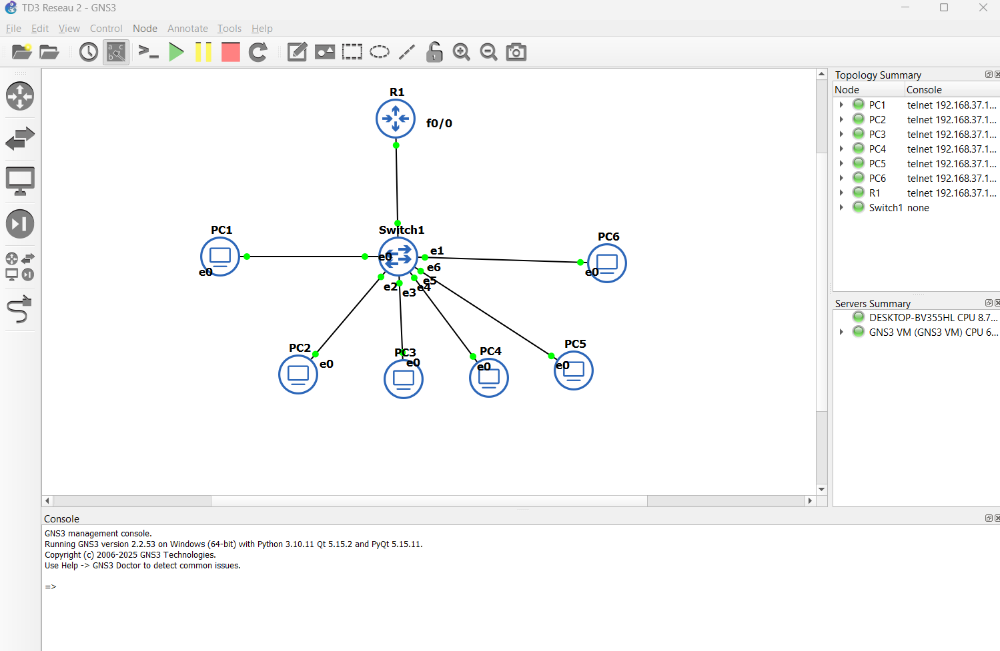 TD3 Reseau 2 - GNS3
File Edit View Control Node Annotate Tools Help
R1
f0/0
PC1
e0
Switch1
e0
e1
e6
e5
e4
e3
e2
PC6
e0
PC2
e0
PC3
e0
PC4
e0
PC5
e0
Topology Summary
Node Console
PC1 telnet 192.168.37.1...
PC2 telnet 192.168.37.1...
PC3 telnet 192.168.37.1...
PC4 telnet 192.168.37.1...
PC5 telnet 192.168.37.1...
PC6 telnet 192.168.37.1...
R1 telnet 192.168.37.1...
Switch1 none
Servers Summary
DESKTOP-BV355HL CPU 8.7...
GNS3 VM (GNS3 VM) CPU 6...
Console
GNS3 management console.
Running GNS3 version 2.2.53 on Windows (64-bit) with Python 3.10.11 Qt 5.15.2 and PyQt 5.15.11.
Copyright (c) 2006-2025 GNS3 Technologies.
Use Help -> GNS3 Doctor to detect common issues.
=>